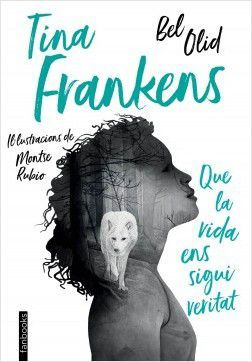 Tina
Frankens
Bel
Olid
Il·lustracions de
Montse
Rubio
Que la
vida
ens
sigui
veritat
fanbooks